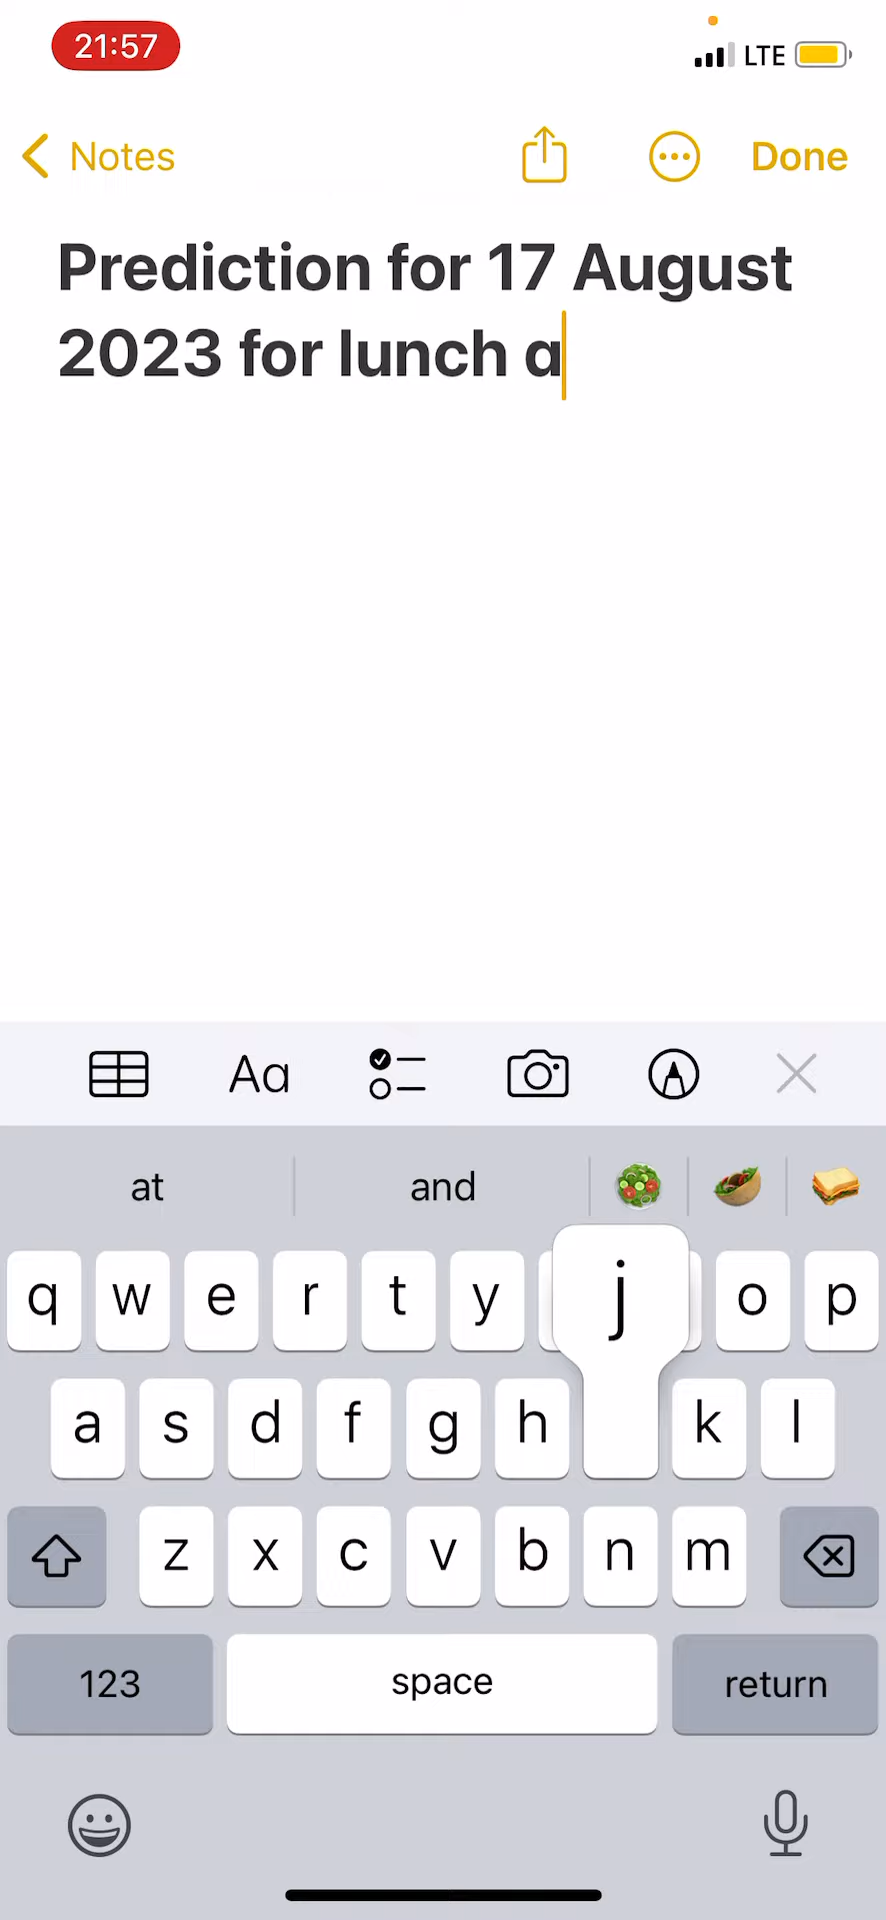 21:57
LTE
Notes
Done
Prediction for 17 August
2023 for lunch a
Aa
at and
q w e r t y j o p
a s d f g h k l
z x c v b n m
123 space return